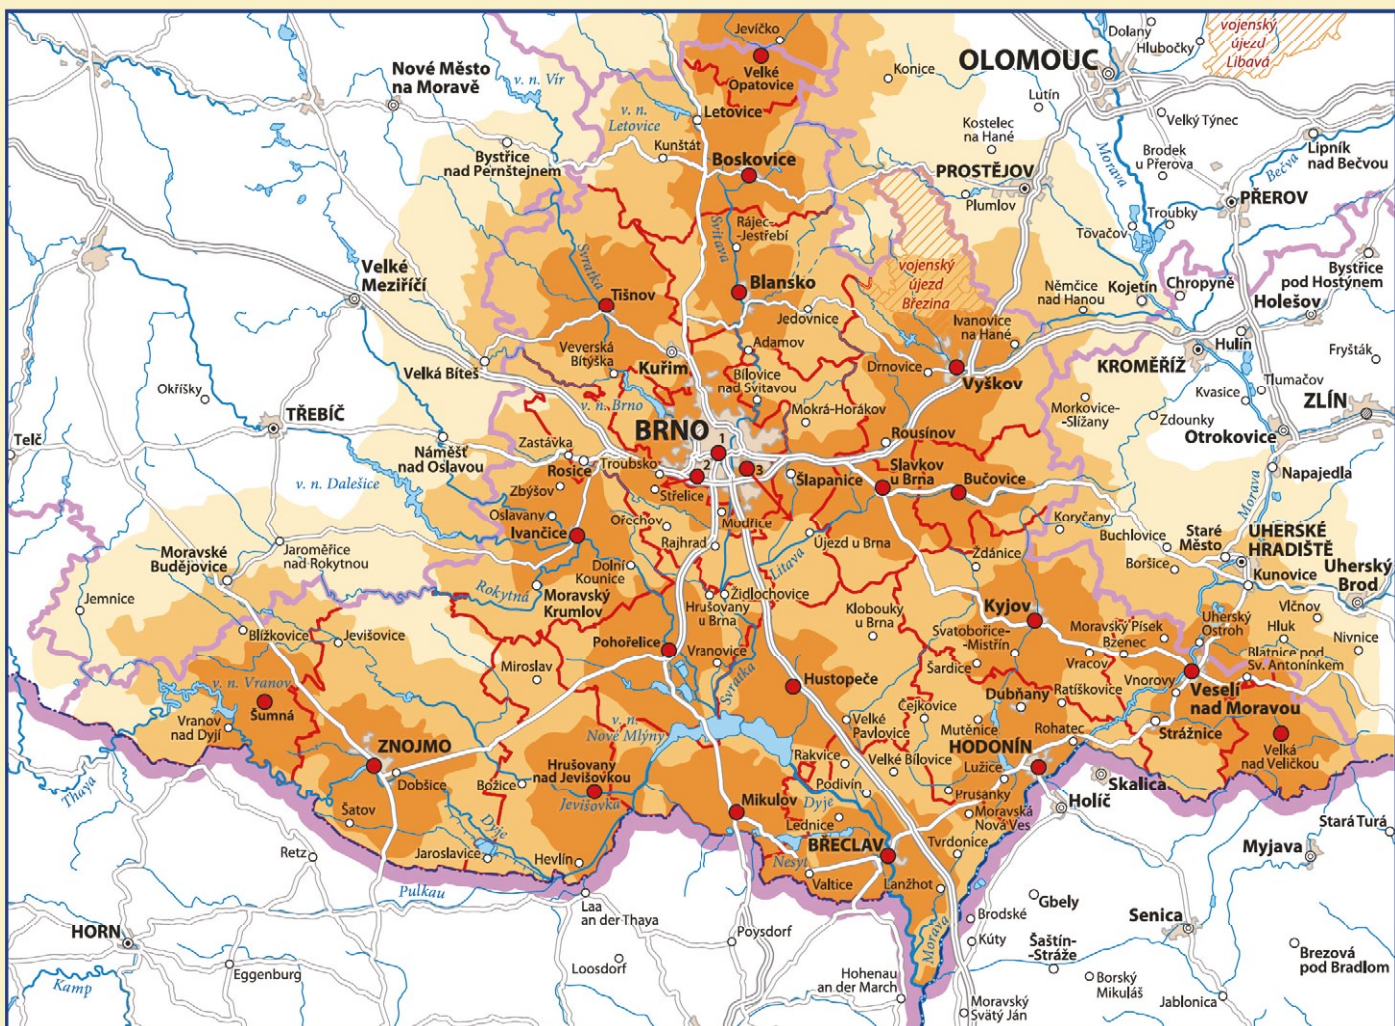 Jevíčko
Dolany
Hlubočky
vojenský
újezd
Libavá
OLOMOUC
Nové Město
na Moravě
v. n. Vír
Velké
Opatovice
Konice
Lutín
v. n.
Letovice
Letovice
Kostelec
na Hané
Velký Týnec
Bystřice
nad Pernštejnem
Kunštát
Boskovice
PROSTĚJOV
Morava
Brodek
u Přerova
Bečva
Lipník
nad Bečvou
Plumlov
PŘEROV
Svitava
Rájec-
-Jestřebí
Tovačov
Troubky
Velké
Meziříčí
Svratka
Tišnov
Blansko
vojenský
újezd
Březina
Němčice
nad Hanou
Kojetín
Chropyně
Bystřice
pod Hostýnem
Holešov
Jedovnice
Ivanovice
na Hané
Veverská
Bítýška
Kuřim
Adamov
Hulín
Fryšták
Velká Bíteš
Bílovice
nad Svitavou
Drnovice
Vyškov
KROMĚŘÍŽ
Okříšky
TŘEBÍČ
v. n. Brno
BRNO
Mokrá-Horákov
Morkovice-
-Slížany
Kvasice
Tlumačov
Zdounky
ZLÍN
Telč
Náměšť
nad Oslavou
Zastávka
Rosice
Troubsko
1
2
3
Rousínov
Otrokovice
v. n. Dalešice
Zbýšov
Střelice
Šlapanice
Slavkov
u Brna
Bučovice
Napajedla
Oslavany
Ivančice
Ořechov
Modřice
Koryčany
Morava
Moravské
Budějovice
Jaroměřice
nad Rokytnou
Rajhrad
Litava
Újezd u Brna
Ždánice
Buchlovice
Staré
Město
UHERSKÉ
HRADIŠTĚ
Jemnice
Rokytná
Dolní
Kounice
Moravský
Krumlov
Židlochovice
Hrušovany
u Brna
Klobouky
u Brna
Kyjov
Boršice
Kunovice
Uherský
Brod
Blížkovice
Jevišovice
Pohořelice
Vranovice
Svatobořice-
-Mistřín
Moravský Písek
Bzenec
Uherský
Ostroh
Vlčnov
Hluk
Nivnice
Miroslav
Svratka
Šardice
Vracov
Blatnice pod
Sv. Antonínkem
v. n. Vranov
Šumná
Hustopeče
Dubňany
Ratíškovice
Vnorovy
Veselí
nad Moravou
Vranov
nad Dyjí
v. n.
Nové Mlýny
Velké
Pavlovice
Čejkovice
Mutěnice
Rohatec
Strážnice
ZNOJMO
Hrušovany
nad Jevišovkou
Rakvice
HODONÍN
Velká
nad Veličkou
Thaya
Dobšice
Božice
Jevišovka
Podivín
Velké Bílovice
Lužice
Skalica
Mikulov
Dyje
Prušánky
Holíč
Šatov
Lednice
Moravská
Nová Ves
Stará Turá
Retz
Jaroslavice
Dyje
Hevlín
BŘECLAV
Tvrdonice
Myjava
Nesyt
Valtice
Lanžhot
Pulkau
Laa
an der Thaya
Gbely
HORN
Poysdorf
Morava
Brodské
Senica
Kúty
Šaštín-
-Stráže
Brezová
pod Bradlom
Eggenburg
Loosdorf
Hohenau
an der March
Borský
Mikuláš
Kamp
Moravský
Svätý Ján
Jablonica